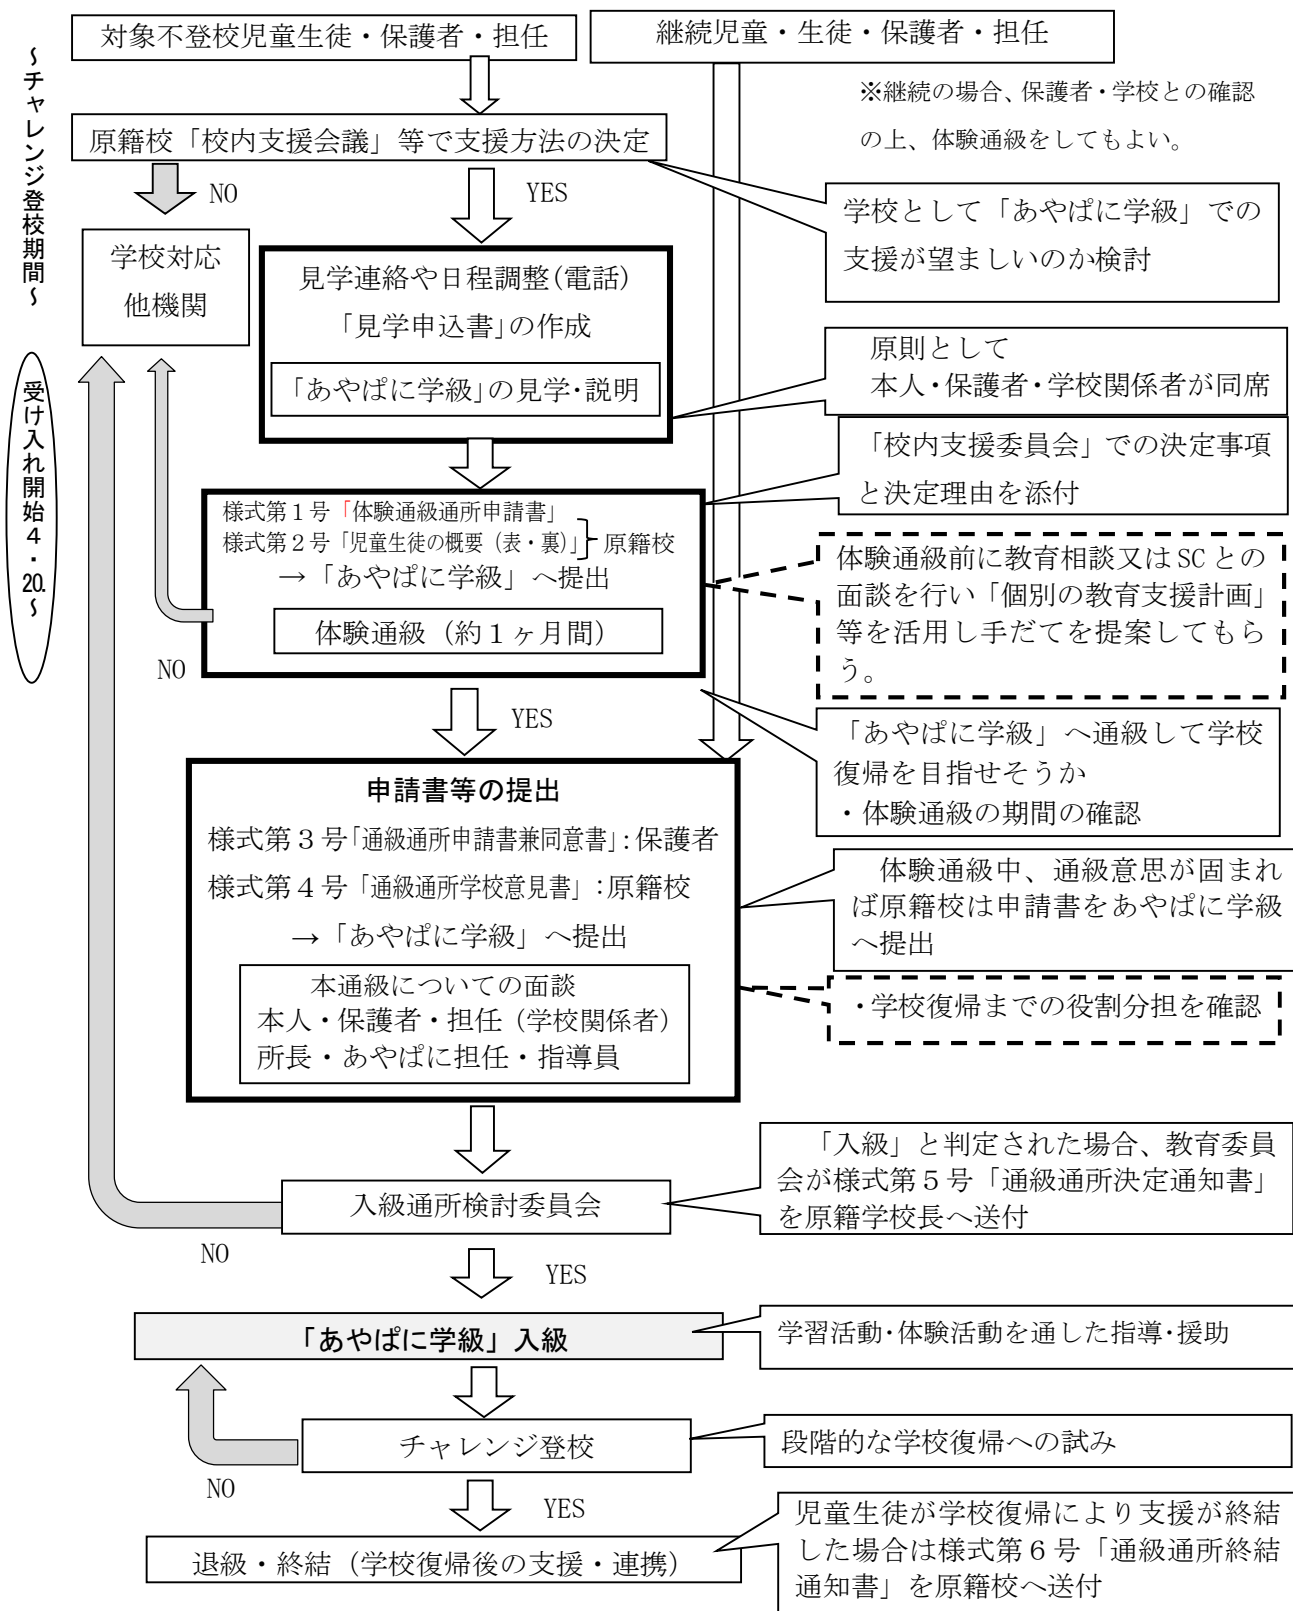 対象不登校児童生徒・保護者・担任
継続児童・生徒・保護者・担任
～チャレンジ登校期間～
※継続の場合、保護者・学校との確認
の上、体験通級をしてもよい。
原籍校「校内支援会議」等で支援方法の決定
NO
YES
学校として「あやぱに学級」での
支援が望ましいのか検討
学校対応
他機関
見学連絡や日程調整(電話)
「見学申込書」の作成
「あやぱに学級」の見学・説明
原則として
本人・保護者・学校関係者が同席
受け入れ開始４・20.～
「校内支援委員会」での決定事項
と決定理由を添付
様式第１号「体験通級通所申請書」
様式第２号「児童生徒の概要（表・裏）」
原籍校
→「あやぱに学級」へ提出
体験通級（約１ヶ月間）
体験通級前に教育相談又は SC との
面談を行い「個別の教育支援計画」
等を活用し手だてを提案してもら
う。
NO
YES
「あやぱに学級」へ通級して学校
復帰を目指せそうか
・体験通級の期間の確認
申請書等の提出
様式第３号「通級通所申請書兼同意書」：保護者
様式第４号「通級通所学校意見書」：原籍校
→「あやぱに学級」へ提出
体験通級中、通級意思が固まれ
ば原籍校は申請書をあやぱに学級
へ提出
本通級についての面談
本人・保護者・担任（学校関係者）
所長・あやぱに担任・指導員
・学校復帰までの役割分担を確認
「入級」と判定された場合、教育委員
会が様式第５号「通級通所決定通知書」
を原籍学校長へ送付
入級通所検討委員会
NO
YES
「あやぱに学級」入級
学習活動・体験活動を通した指導・援助
チャレンジ登校
段階的な学校復帰への試み
NO
YES
児童生徒が学校復帰により支援が終結
した場合は様式第６号「通級通所終結
通知書」を原籍校へ送付
退級・終結（学校復帰後の支援・連携）